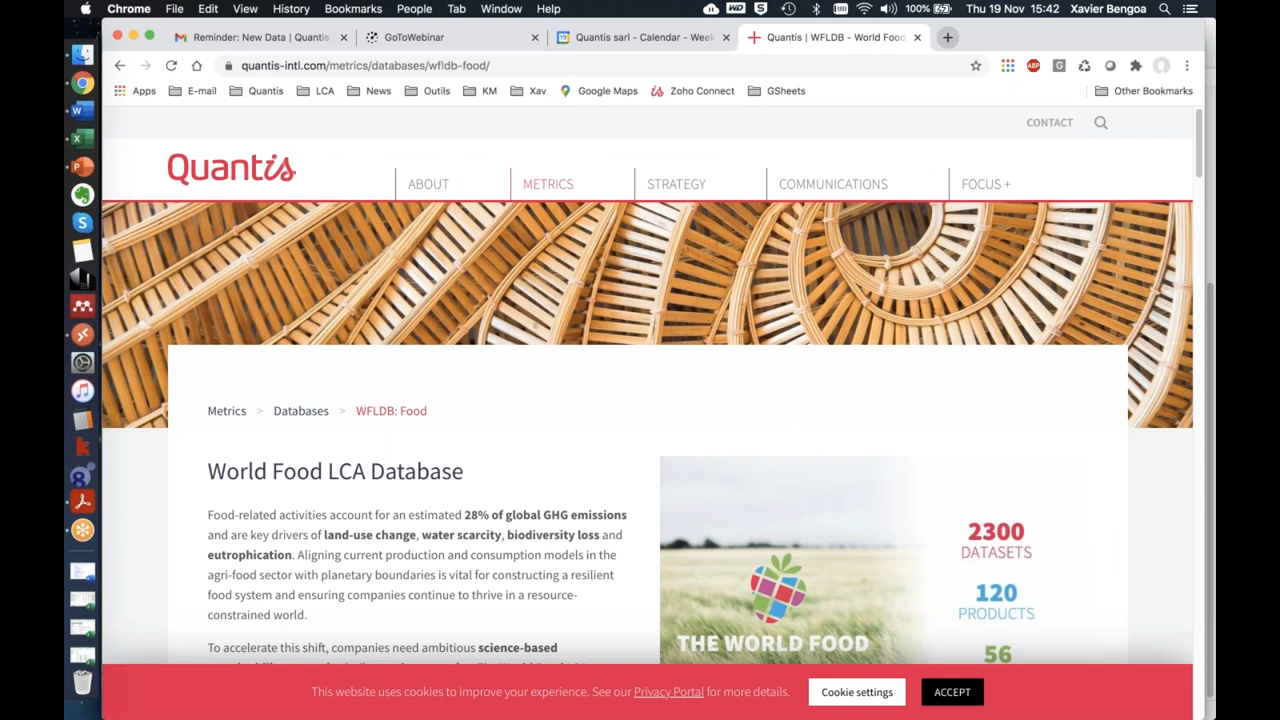 Chrome File Edit View History Bookmarks People Tab Window Help 100% Thu 19 Nov 15:42 Xavier Bengoa
Reminder: New Data | Quantis GoToWebinar Quantis sarl - Calendar - Week Quantis | WFLDB - World Food
quantis-intl.com/metrics/databases/wfldb-food/
Apps E-mail Quantis LCA News Outils KM Xav Google Maps Zoho Connect GSheets Other Bookmarks
CONTACT
Quantis
ABOUT METRICS STRATEGY COMMUNICATIONS FOCUS +
Metrics > Databases > WFLDB: Food
World Food LCA Database
Food-related activities account for an estimated 28% of global GHG emissions
and are key drivers of land-use change, water scarcity, biodiversity loss and
eutrophication. Aligning current production and consumption models in the
agri-food sector with planetary boundaries is vital for constructing a resilient
food system and ensuring companies continue to thrive in a resource-
constrained world.
To accelerate this shift, companies need ambitious science-based
THE WORLD FOOD
2300
DATASETS
120
PRODUCTS
56
This website uses cookies to improve your experience. See our Privacy Portal for more details. Cookie settings ACCEPT